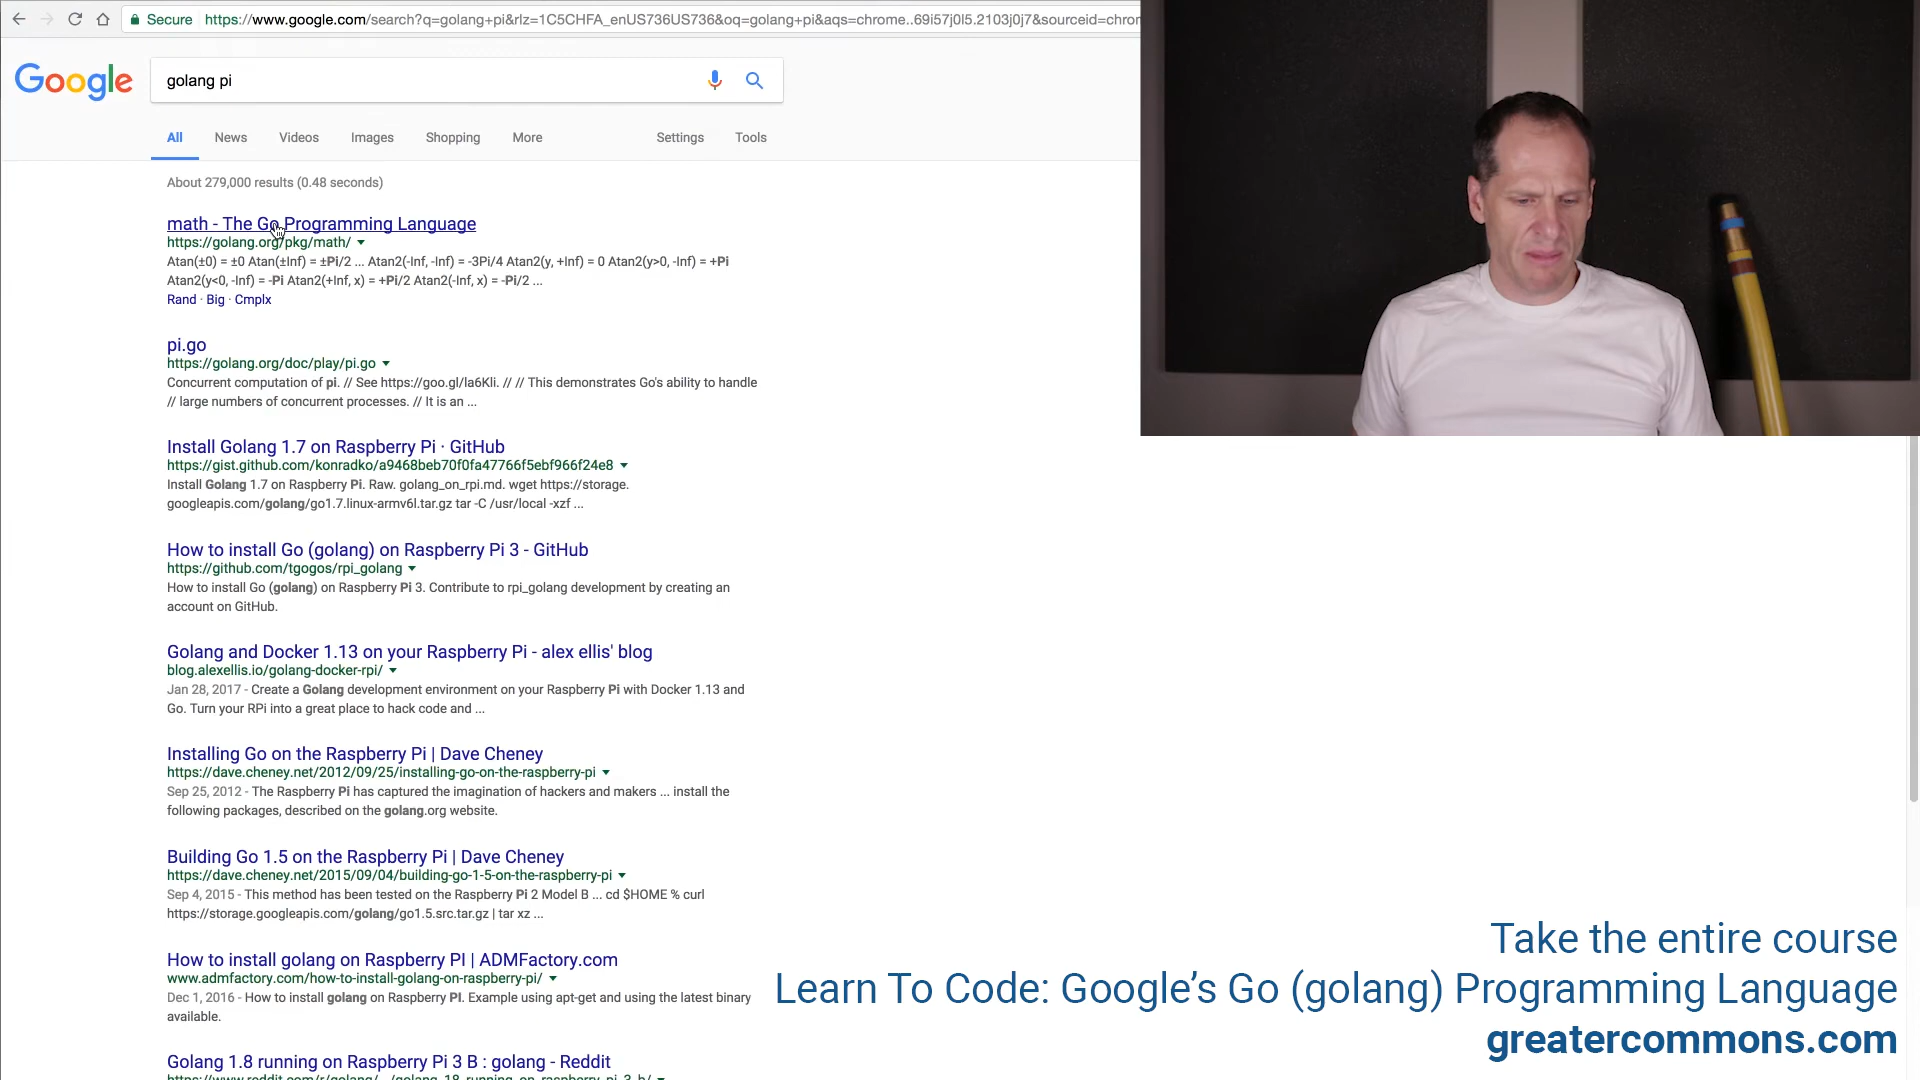 Secure https://www.google.com/search?q=golang+pi&rlz=1C5CHFA_enUS736US736&oq=golang+pi&aqs=chrome..69i57j0l5.2103j0j7&sourceid=chro
Google
golang pi
All News Videos Images Shopping More Settings Tools
About 279,000 results (0.48 seconds)
math - The Go Programming Language
https://golang.org/pkg/math/
Atan(±0) = ±0 Atan(±Inf) = ±Pi/2 ... Atan2(-Inf, -Inf) = -3Pi/4 Atan2(y, +Inf) = 0 Atan2(y>0, -Inf) = +Pi
Atan2(y<0, -Inf) = -Pi Atan2(+Inf, x) = +Pi/2 Atan2(-Inf, x) = -Pi/2 ...
Rand · Big · Cmplx
pi.go
https://golang.org/doc/play/pi.go
Concurrent computation of pi. // See https://goo.gl/la6Kli. // // This demonstrates Go's ability to handle
// large numbers of concurrent processes. // It is an ...
Install Golang 1.7 on Raspberry Pi · GitHub
https://gist.github.com/konradko/a9468beb70f0fa47766f5ebf966f24e8
Install Golang 1.7 on Raspberry Pi. Raw. golang_on_rpi.md. wget https://storage.
googleapis.com/golang/go1.7.linux-armv6l.tar.gz tar -C /usr/local -xzf ...
How to install Go (golang) on Raspberry Pi 3 - GitHub
https://github.com/tgogos/rpi_golang
How to install Go (golang) on Raspberry Pi 3. Contribute to rpi_golang development by creating an
account on GitHub.
Golang and Docker 1.13 on your Raspberry Pi - alex ellis' blog
blog.alexellis.io/golang-docker-rpi/
Jan 28, 2017 - Create a Golang development environment on your Raspberry Pi with Docker 1.13 and
Go. Turn your RPi into a great place to hack code and ...
Installing Go on the Raspberry Pi | Dave Cheney
https://dave.cheney.net/2012/09/25/installing-go-on-the-raspberry-pi
Sep 25, 2012 - The Raspberry Pi has captured the imagination of hackers and makers ... install the
following packages, described on the golang.org website.
Building Go 1.5 on the Raspberry Pi | Dave Cheney
https://dave.cheney.net/2015/09/04/building-go-1-5-on-the-raspberry-pi
Sep 4, 2015 - This method has been tested on the Raspberry Pi 2 Model B ... cd $HOME % curl
https://storage.googleapis.com/golang/go1.5.src.tar.gz | tar xz ...
How to install golang on Raspberry PI | ADMFactory.com
www.admfactory.com/how-to-install-golang-on-raspberry-pi/
Dec 1, 2016 - How to install golang on Raspberry PI. Example using apt-get and using the latest binary
available.
Golang 1.8 running on Raspberry Pi 3 B : golang - Reddit
https://www.reddit.com/r/golang/.../golang_18_running_on_raspberry_pi_3_b/
Take the entire course
Learn To Code: Google’s Go (golang) Programming Language
greatercommons.com